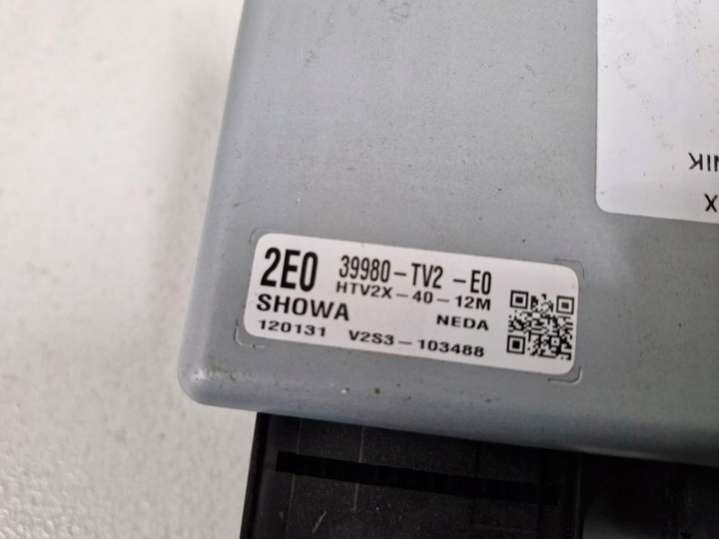 2E0 39980-TV2 -E0
HTV2X-40-12M
SHOWA NEDA
120131 V2S3-103488